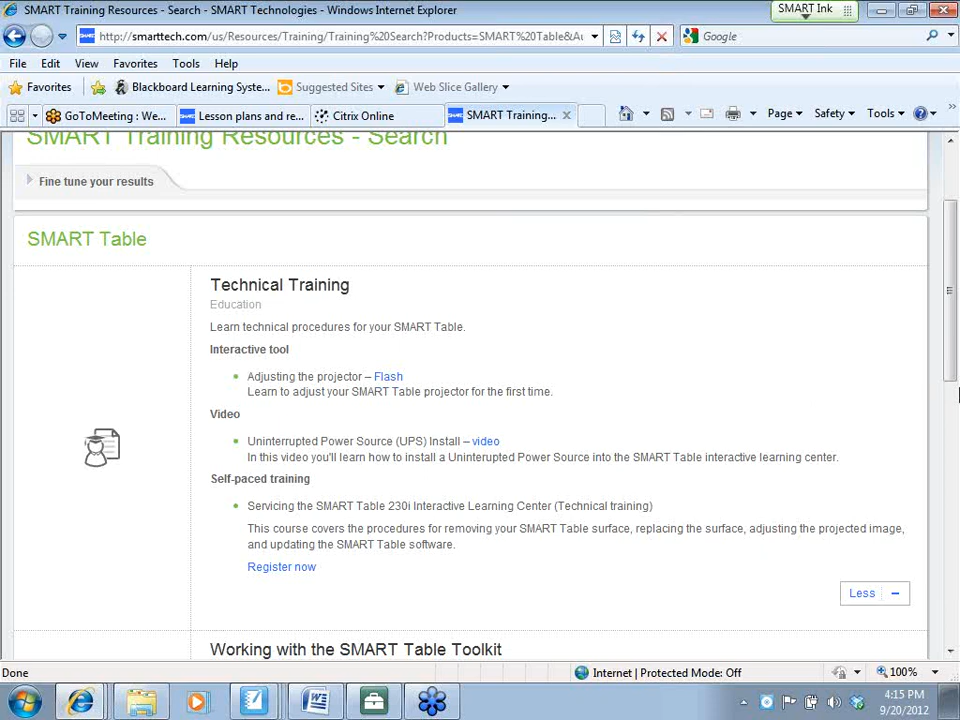 SMART Training Resources - Search - SMART Technologies - Windows Internet Explorer
SMART Ink
http://smarttech.com/us/Resources/Training/Training%20Search?Products=SMART%20Table&Au
Google
File Edit View Favorites Tools Help
Favorites Blackboard Learning Syste... Suggested Sites Web Slice Gallery
GoToMeeting : We... Lesson plans and re... Citrix Online SMART Training... Page Safety Tools
SMART Training Resources - Search
Fine tune your results
SMART Table
Technical Training
Education
Learn technical procedures for your SMART Table.
Interactive tool
Adjusting the projector – Flash
Learn to adjust your SMART Table projector for the first time.
Video
Uninterrupted Power Source (UPS) Install – video
In this video you'll learn how to install a Uninterupted Power Source into the SMART Table interactive learning center.
Self-paced training
Servicing the SMART Table 230i Interactive Learning Center (Technical training)
This course covers the procedures for removing your SMART Table surface, replacing the surface, adjusting the projected image,
and updating the SMART Table software.
Register now
Less –
Working with the SMART Table Toolkit
Done
Internet | Protected Mode: Off
100%
4:15 PM
9/20/2012